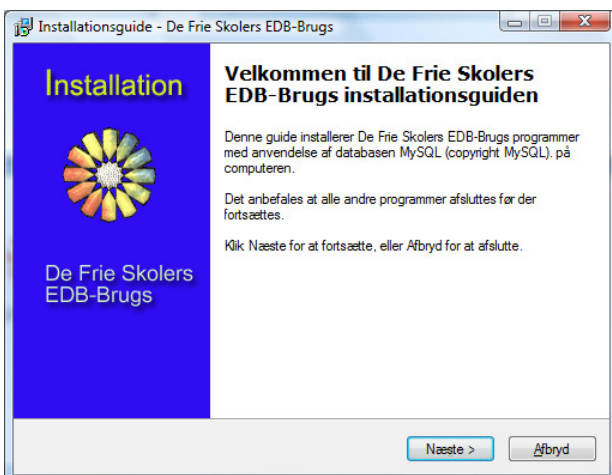 Installationsguide - De Frie Skolers EDB-Brugs
Installation
De Frie Skolers
EDB-Brugs
Velkommen til De Frie Skolers
EDB-Brugs installationsguiden
Denne guide installerer De Frie Skolers EDB-Brugs programmer
med anvendelse af databasen MySQL (copyright MySQL). på
computeren.
Det anbefales at alle andre programmer afsluttes før der
fortsættes.
Klik Næste for at fortsætte, eller Afbryd for at afslutte.
Næste >
Afbryd